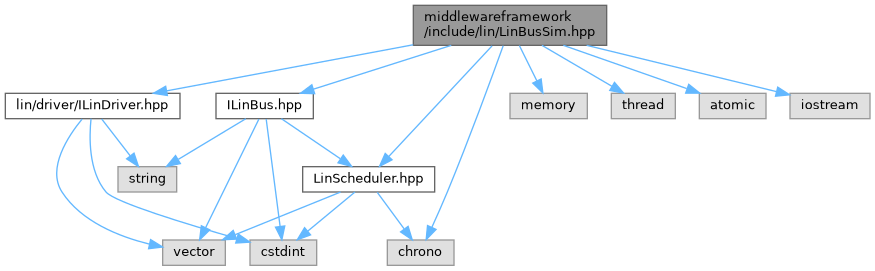 middlewareframework
/include/lin/LinBusSim.hpp
lin/driver/ILinDriver.hpp
ILinBus.hpp
memory
thread
atomic
iostream
string
LinScheduler.hpp
vector
cstdint
chrono